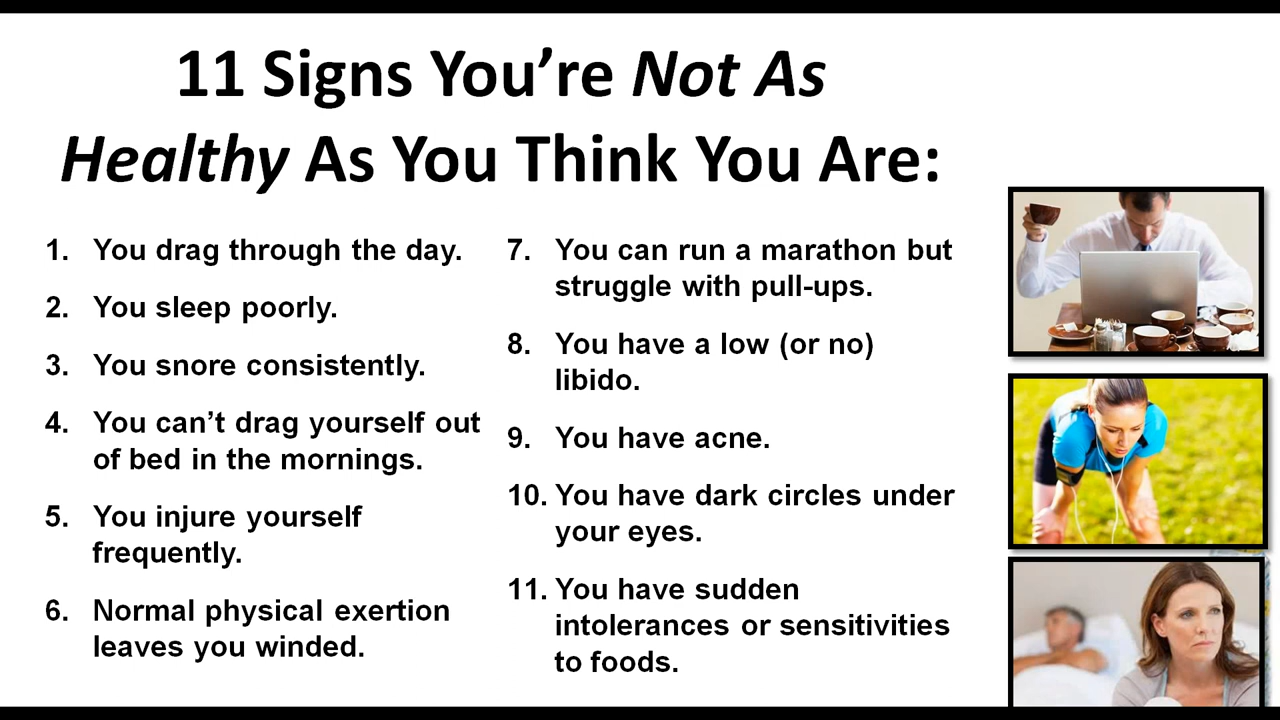 11 Signs You’re Not As
Healthy As You Think You Are:
1. You drag through the day.
2. You sleep poorly.
3. You snore consistently.
4. You can’t drag yourself out
of bed in the mornings.
5. You injure yourself
frequently.
6. Normal physical exertion
leaves you winded.
7. You can run a marathon but
struggle with pull-ups.
8. You have a low (or no)
libido.
9. You have acne.
10. You have dark circles under
your eyes.
11. You have sudden
intolerances or sensitivities
to foods.